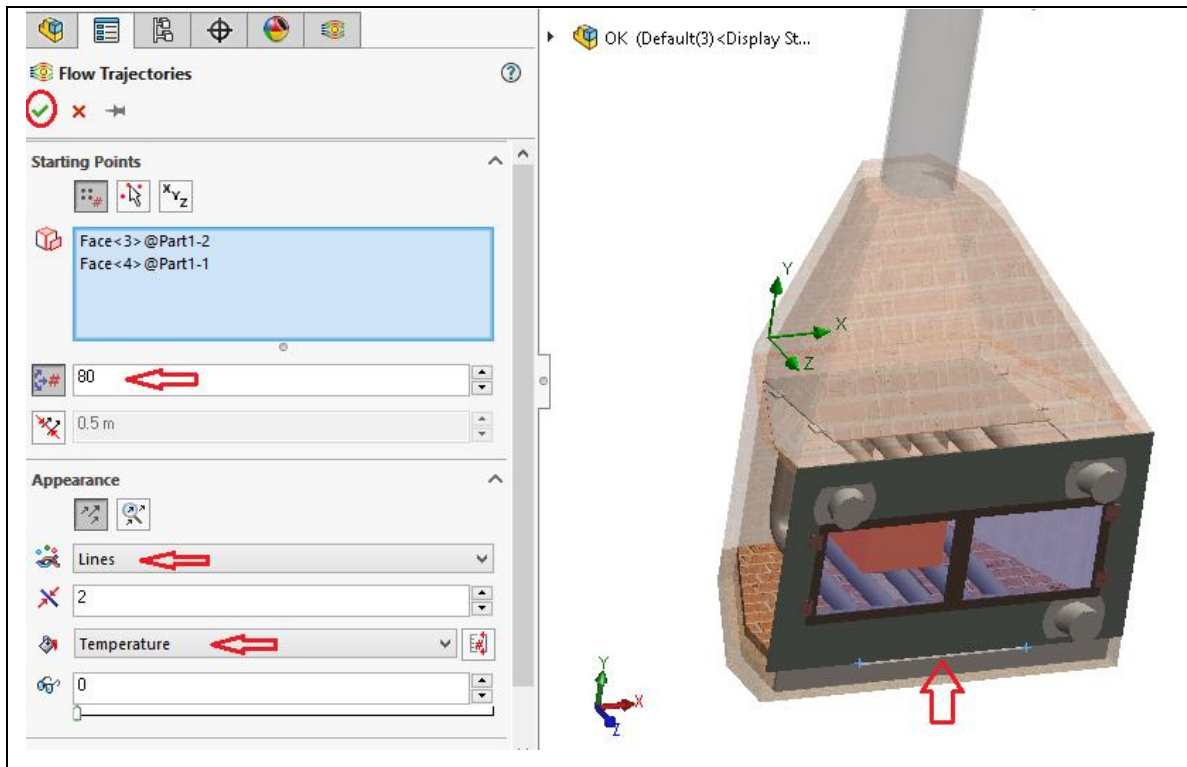 Flow Trajectories
Starting Points
# X Y Z
Face<3>@Part1-2
Face<4>@Part1-1
# 80
0.5 m
Appearance
Lines
2
Temperature
0
OK (Default(3)<Display St...
Y
X
Z
Y
X
Z